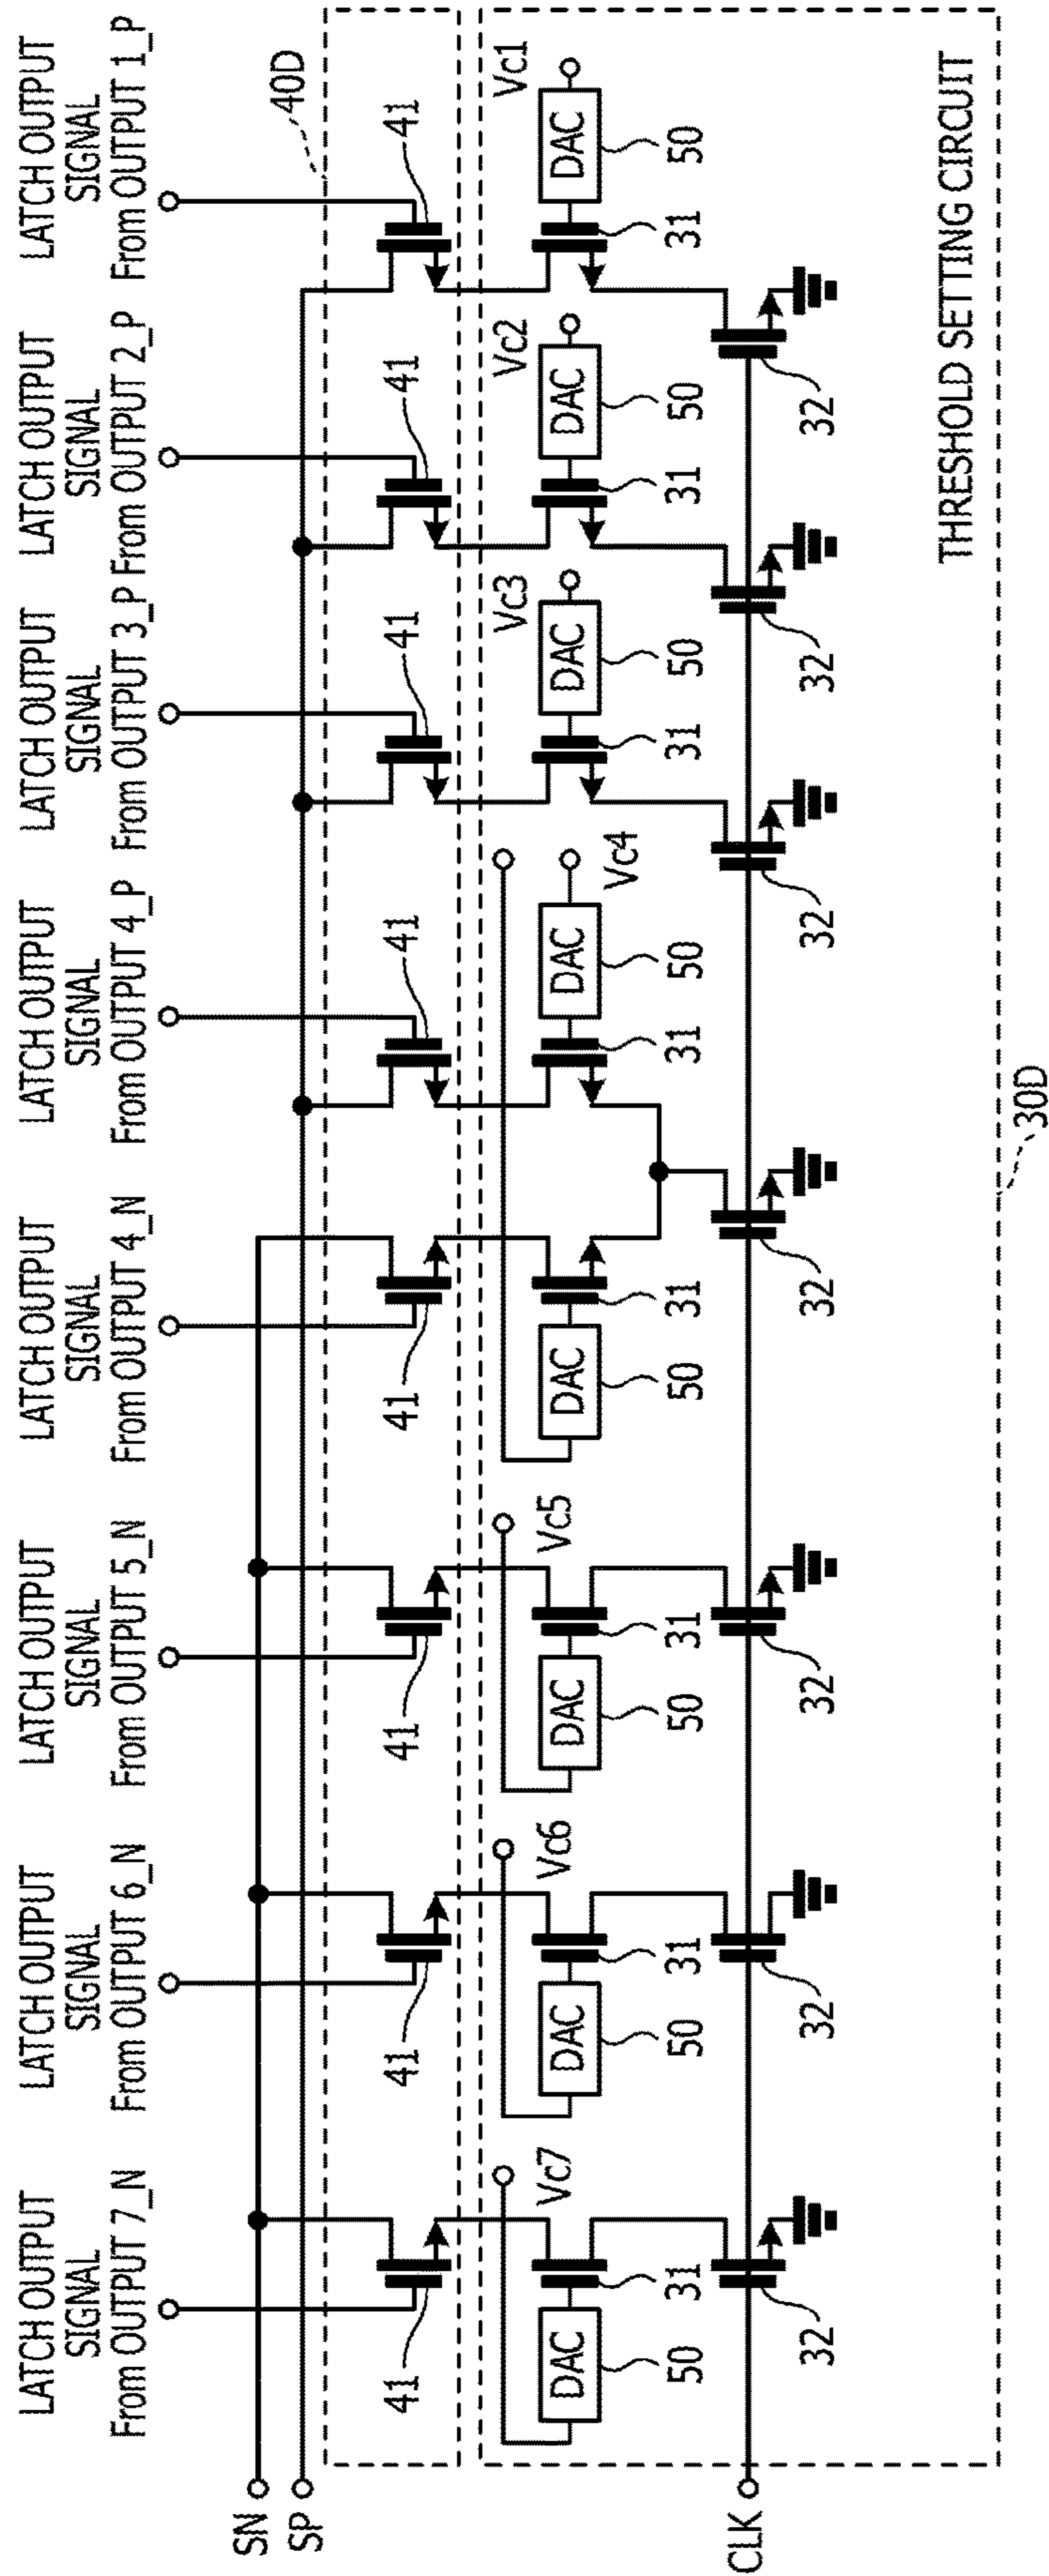 LATCH OUTPUT
SIGNAL
From OUTPUT 7_N
LATCH OUTPUT
SIGNAL
From OUTPUT 6_N
LATCH OUTPUT
SIGNAL
From OUTPUT 5_N
LATCH OUTPUT
SIGNAL
From OUTPUT 4_N
LATCH OUTPUT
SIGNAL
From OUTPUT 4_P
LATCH OUTPUT
SIGNAL
From OUTPUT 3_P
LATCH OUTPUT
SIGNAL
From OUTPUT 2_P
LATCH OUTPUT
SIGNAL
From OUTPUT 1_P
SN
SP
40D
41
41
41
41
41
41
41
41
Vc7
Vc6
Vc5
Vc4
Vc3
Vc2
Vc1
DAC
DAC
DAC
DAC
DAC
DAC
DAC
DAC
50
31
50
31
50
31
50
31
31
50
31
50
31
50
31
50
CLK
32
32
32
32
32
32
32
THRESHOLD SETTING CIRCUIT
30D